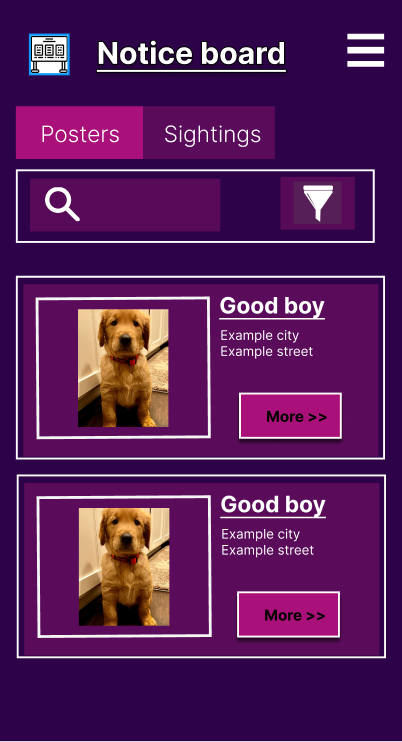 Notice board
Posters
Sightings
Good boy
Example city
Example street
More >>
Good boy
Example city
Example street
More >>